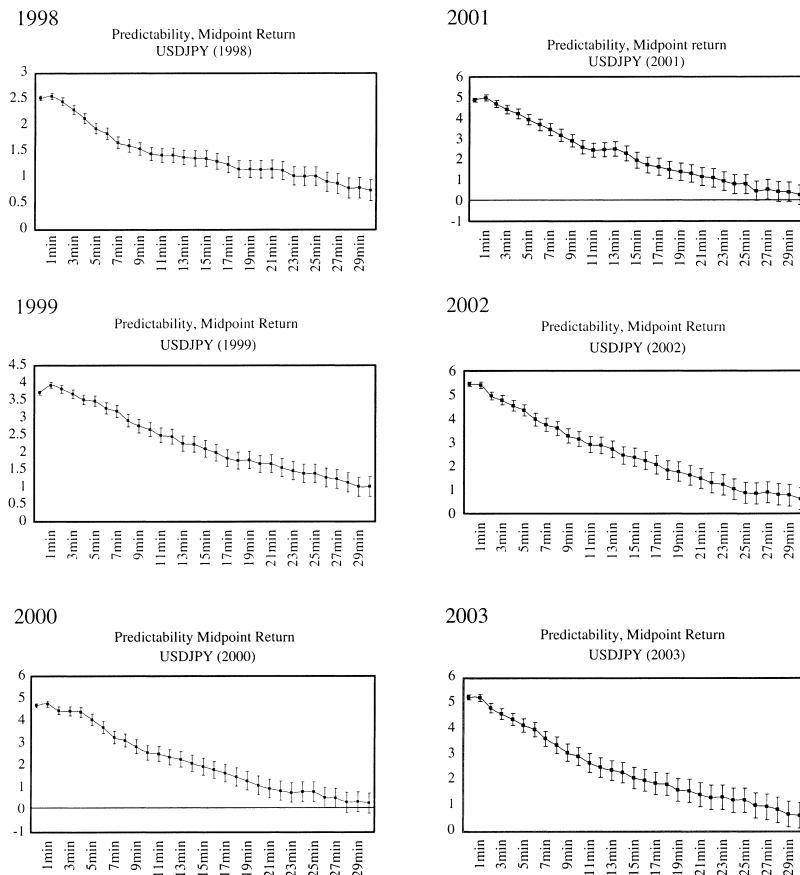 1998
Predictability, Midpoint Return
USDJPY (1998)
3
2.5
2
1.5
1
0.5
0
1min 3min 5min 7min 9min 11min 13min 15min 17min 19min 21min 23min 25min 27min 29min
1999
Predictability, Midpoint Return
USDJPY (1999)
4.5
4
3.5
3
2.5
2
1.5
1
0.5
0
1min 3min 5min 7min 9min 11min 13min 15min 17min 19min 21min 23min 25min 27min 29min
2000
Predictability Midpoint Return
USDJPY (2000)
6
5
4
3
2
1
0
-1
1min 3min 5min 7min 9min 11min 13min 15min 17min 19min 21min 23min 25min 27min 29min
2001
Predictability, Midpoint return
USDJPY (2001)
6
5
4
3
2
1
0
-1
1min 3min 5min 7min 9min 11min 13min 15min 17min 19min 21min 23min 25min 27min 29min
2002
Predictability, Midpoint Return
USDJPY (2002)
6
5
4
3
2
1
0
1min 3min 5min 7min 9min 11min 13min 15min 17min 19min 21min 23min 25min 27min 29min
2003
Predictability, Midpoint Return
USDJPY (2003)
6
5
4
3
2
1
0
1min 3min 5min 7min 9min 11min 13min 15min 17min 19min 21min 23min 25min 27min 29min